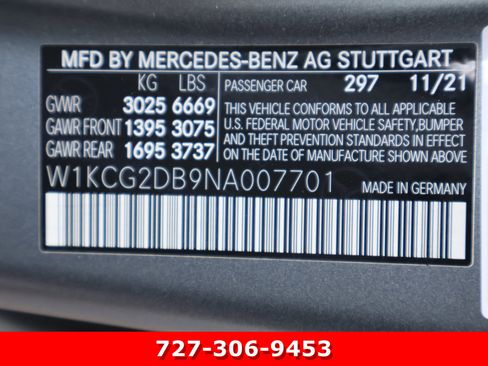 MFD BY MERCEDES-BENZ AG STUTTGART
KG LBS
GVWR 3025 6669
GAWR FRONT 1395 3075
GAWR REAR 1695 3737
PASSENGER CAR 297 11/21
THIS VEHICLE CONFORMS TO ALL APPLICABLE
U.S. FEDERAL MOTOR VEHICLE SAFETY,BUMPER
AND THEFT PREVENTION STANDARDS IN EFFECT
ON THE DATE OF MANUFACTURE SHOWN ABOVE.
W1KCG2DB9NA007701 MADE IN GERMANY
727-306-9453